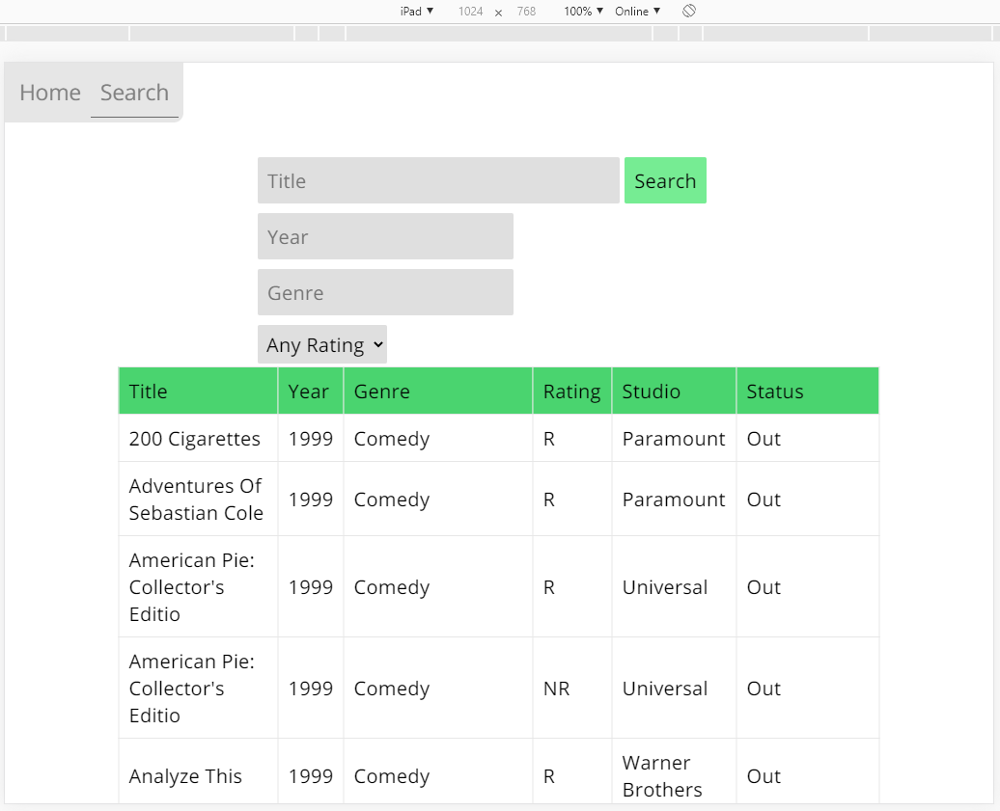 iPad ▼ 1024 × 768 100% ▼ Online ▼
Home Search
Title Search
Year
Genre
Any Rating
Title Year Genre Rating Studio Status
200 Cigarettes 1999 Comedy R Paramount Out
Adventures Of
Sebastian Cole 1999 Comedy R Paramount Out
American Pie:
Collector's 1999 Comedy R Universal Out
Editio
American Pie:
Collector's 1999 Comedy NR Universal Out
Editio
Analyze This 1999 Comedy R Warner Out
Brothers